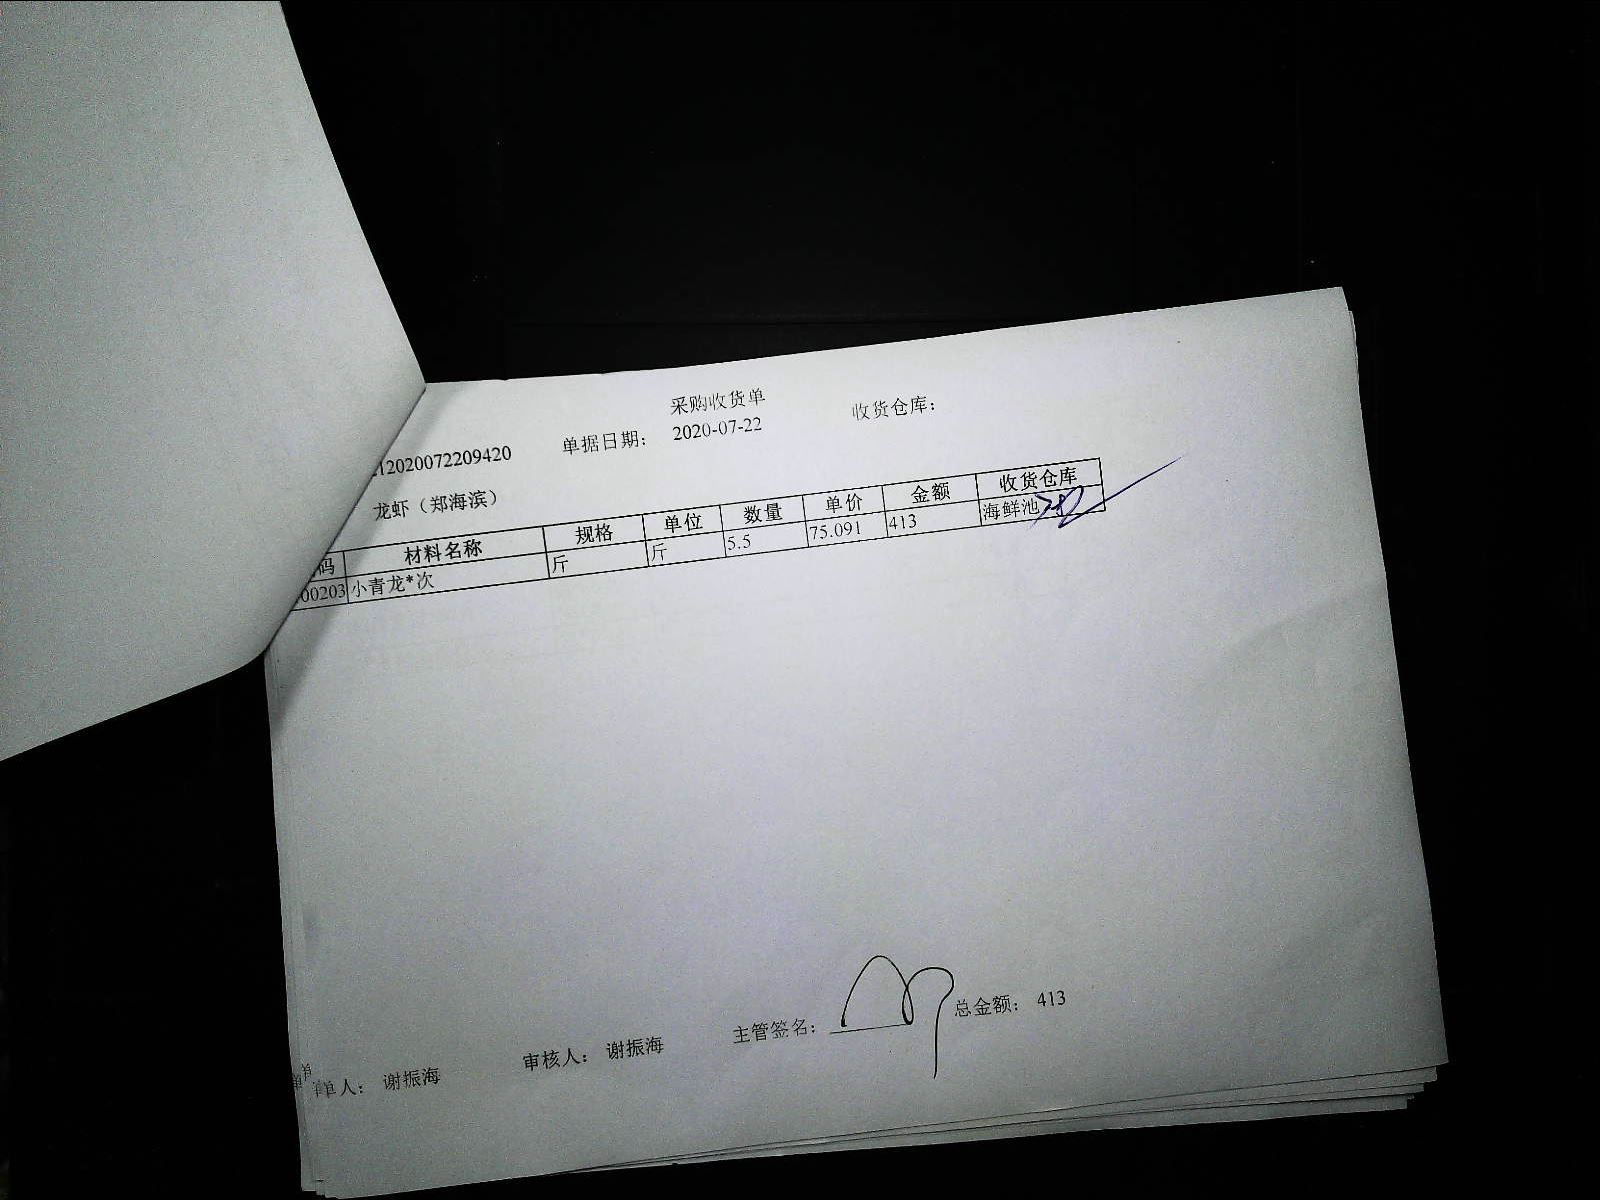 采购收货单
12020072209420 单据日期： 2020-07-22 收货仓库：
龙虾（郑海滨）
码 材料名称 规格 单位 数量 单价 金额 收货仓库
00203 小青龙*次 斤 斤 5.5 75.091 413 海鲜池
单人： 谢振海 审核人： 谢振海 主管签名： 总金额： 413